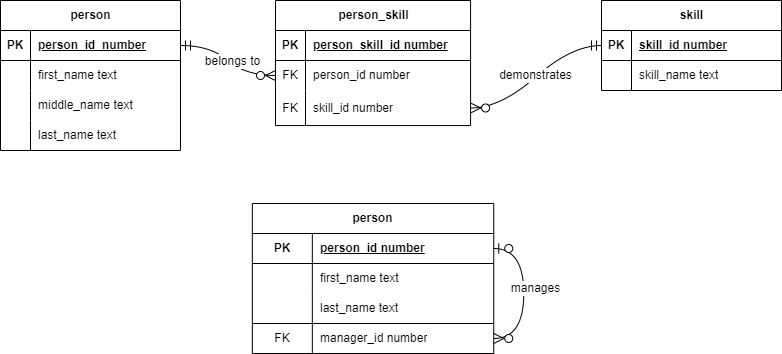 person
PK person_id_number
first_name text
middle_name text
last_name text
belongs to
person_skill
PK person_skill_id number
FK person_id number
FK skill_id number
demonstrates
skill
PK skill_id number
skill_name text
person
PK person_id number
first_name text
last_name text
FK manager_id number
manages